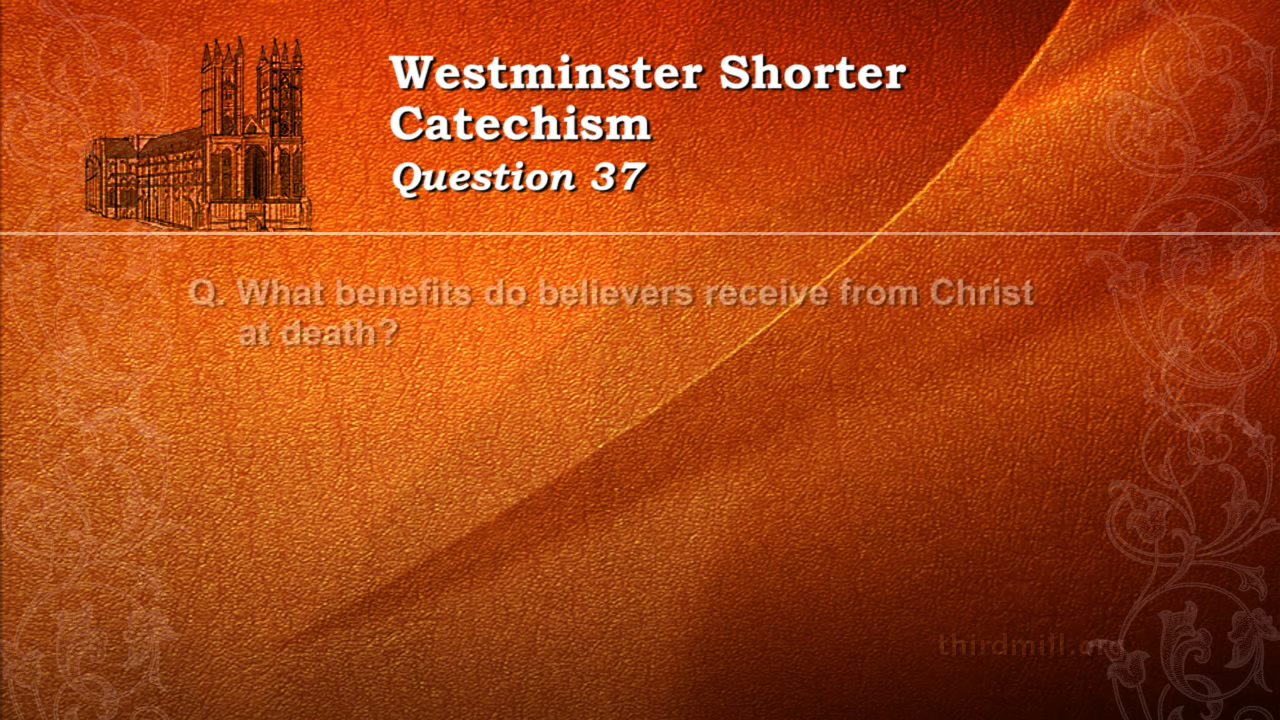 Westminster Shorter
Catechism
Question 37
Q. What benefits do believers receive from Christ
at death?
thirdmill.org